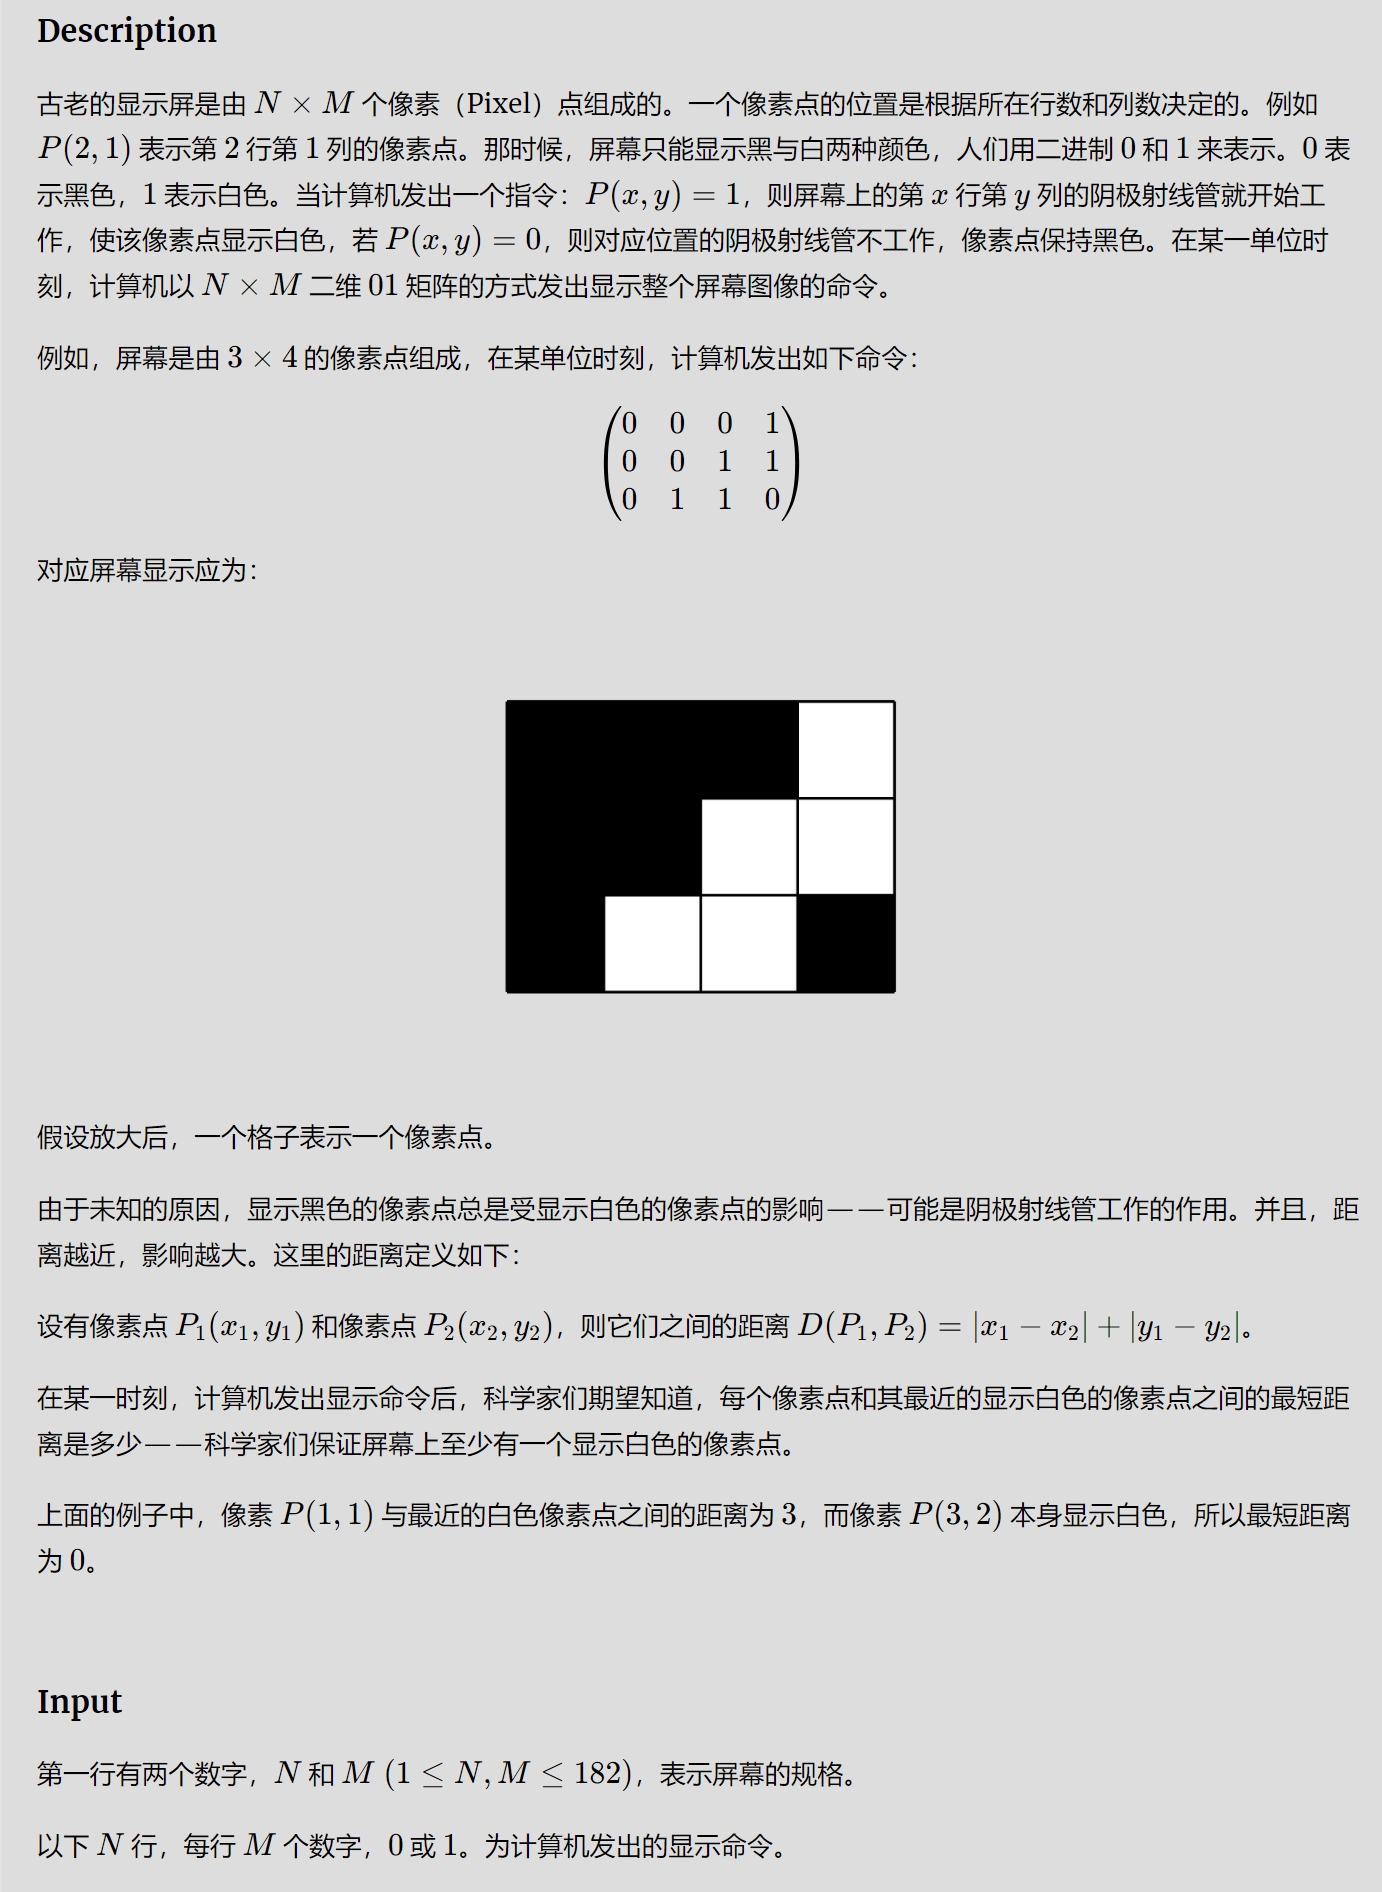 Description
古老的显示屏是由 N × M 个像素（Pixel）点组成的。一个像素点的位置是根据所在行数和列数决定的。例如
P(2, 1) 表示第 2 行第 1 列的像素点。那时候，屏幕只能显示黑与白两种颜色，人们用二进制 0 和 1 来表示。0 表
示黑色，1 表示白色。当计算机发出一个指令：P(x, y) = 1，则屏幕上的第 x 行第 y 列的阴极射线管就开始工
作，使该像素点显示白色，若 P(x, y) = 0，则对应位置的阴极射线管不工作，像素点保持黑色。在某一单位时
刻，计算机以 N × M 二维 01 矩阵的方式发出显示整个屏幕图像的命令。
例如，屏幕是由 3 × 4 的像素点组成，在某单位时刻，计算机发出如下命令：
0 0 0 1
0 0 1 1
0 1 1 0
对应屏幕显示应为：
假设放大后，一个格子表示一个像素点。
由于未知的原因，显示黑色的像素点总是受显示白色的像素点的影响——可能是阴极射线管工作的作用。并且，距
离越近，影响越大。这里的距离定义如下：
设有像素点 P₁(x₁, y₁) 和像素点 P₂(x₂, y₂)，则它们之间的距离 D(P₁, P₂) = |x₁ − x₂| + |y₁ − y₂|。
在某一时刻，计算机发出显示命令后，科学家们期望知道，每个像素点和其最近的显示白色的像素点之间的最短距
离是多少——科学家们保证屏幕上至少有一个显示白色的像素点。
上面的例子中，像素 P(1, 1) 与最近的白色像素点之间的距离为 3，而像素 P(3, 2) 本身显示白色，所以最短距离
为 0。
Input
第一行有两个数字，N 和 M (1 ≤ N, M ≤ 182)，表示屏幕的规格。
以下 N 行，每行 M 个数字，0 或 1。为计算机发出的显示命令。